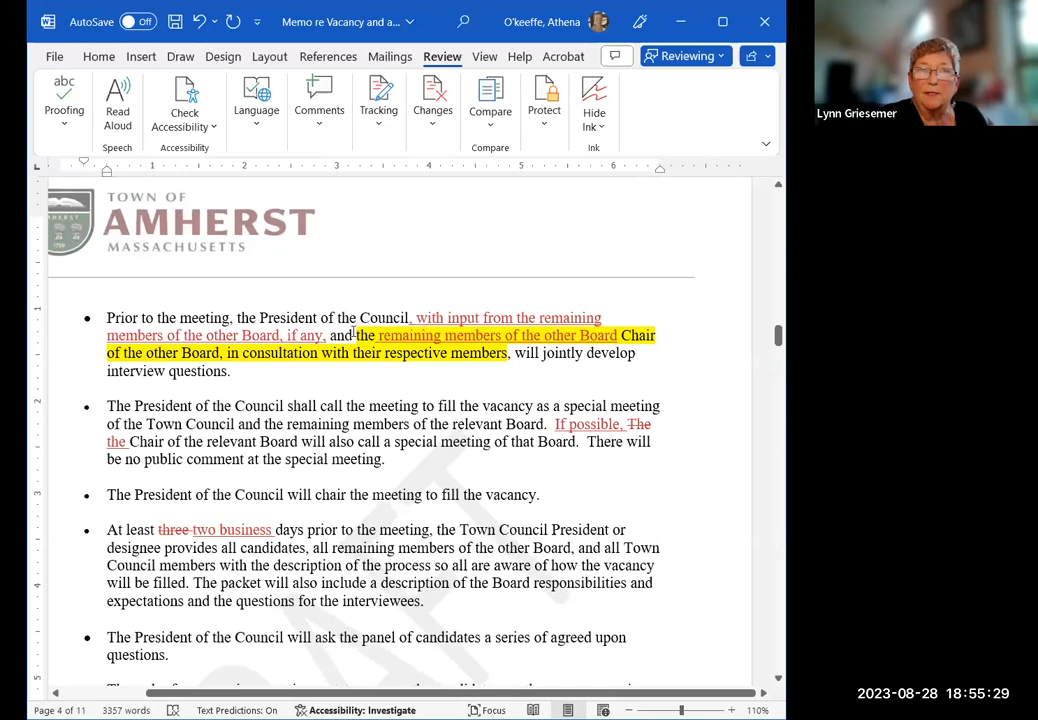 AutoSave Off Memo re Vacancy and a... O'keeffe, Athena
File Home Insert Draw Design Layout References Mailings Review View Help Acrobat Reviewing
abc
Proofing Read Aloud Check Accessibility Language Comments Tracking Changes Compare Protect Hide Ink
Speech Accessibility Compare Ink
1 2 3 4 5 6
TOWN OF
AMHERST
MASSACHUSETTS
1759
• Prior to the meeting, the President of the Council, with input from the remaining
members of the other Board, if any, and the remaining members of the other Board Chair
of the other Board, in consultation with their respective members, will jointly develop
interview questions.
• The President of the Council shall call the meeting to fill the vacancy as a special meeting
of the Town Council and the remaining members of the relevant Board. If possible, The
the Chair of the relevant Board will also call a special meeting of that Board. There will
be no public comment at the special meeting.
• The President of the Council will chair the meeting to fill the vacancy.
• At least three two business days prior to the meeting, the Town Council President or
designee provides all candidates, all remaining members of the other Board, and all Town
Council members with the description of the process so all are aware of how the vacancy
will be filled. The packet will also include a description of the Board responsibilities and
expectations and the questions for the interviewees.
• The President of the Council will ask the panel of candidates a series of agreed upon
questions.
Page 4 of 11 3357 words Text Predictions: On Accessibility: Investigate Focus 110%
Lynn Griesemer
2023-08-28 18:55:29